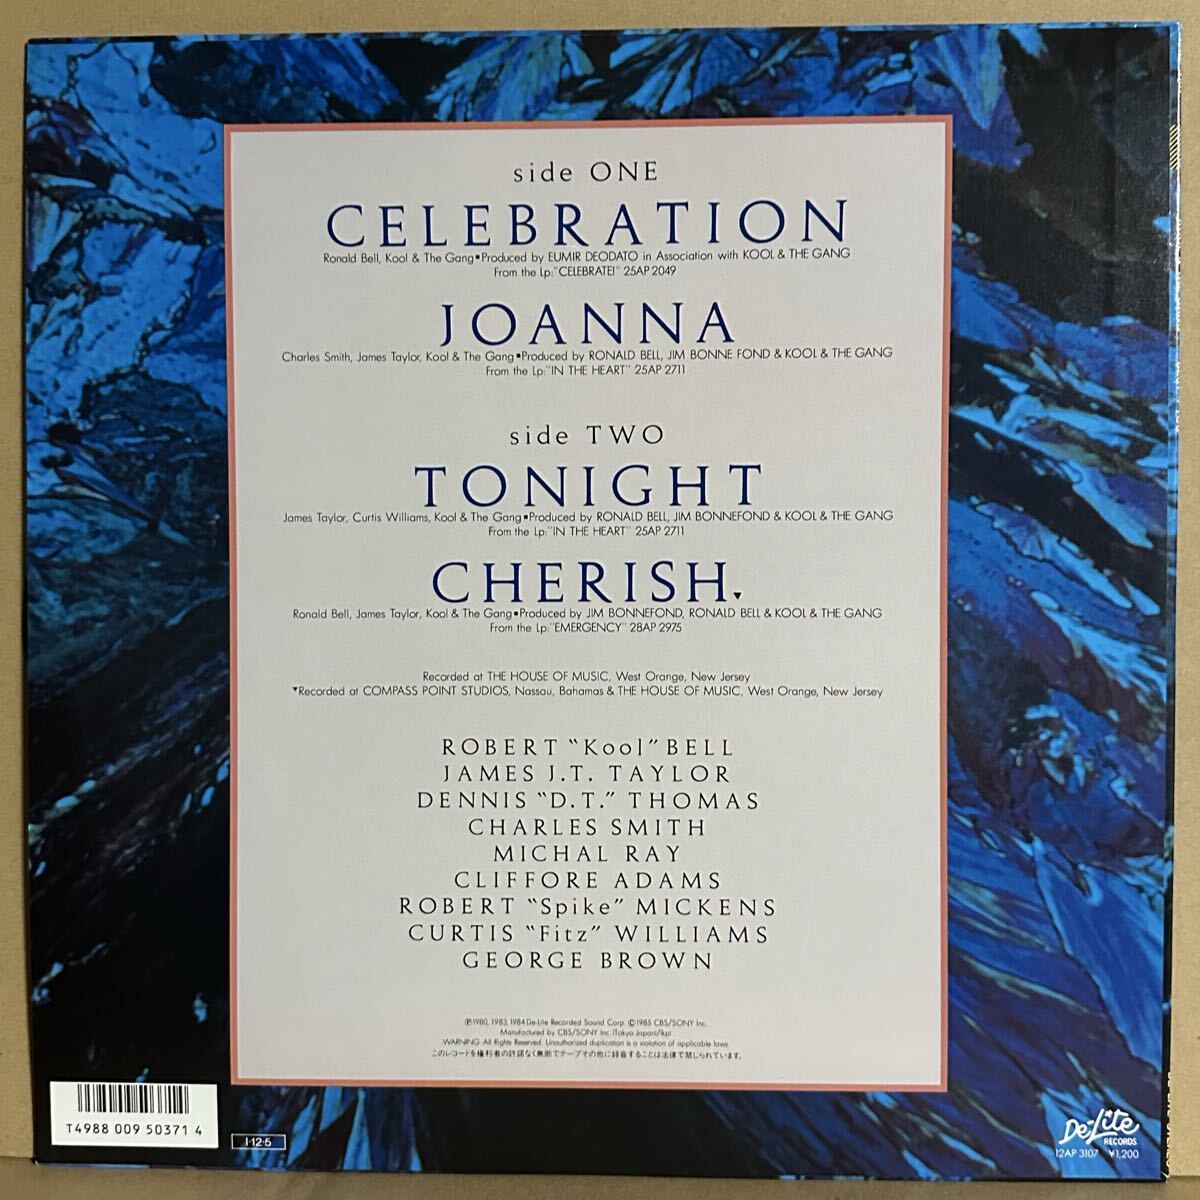 side ONE
CELEBRATION
Ronald Bell, Kool & The Gang▪Produced by EUMIR DEODATO in Association with KOOL & THE GANG
From the Lp:"CELEBRATE!" 25AP 2049
JOANNA
Charles Smith, James Taylor, Kool & The Gang▪Produced by RONALD BELL, JIM BONNE FOND & KOOL & THE GANG
From the Lp:"IN THE HEART" 25AP 2711
side TWO
TONIGHT
James Taylor, Curtis Williams, Kool & The Gang▪Produced by RONALD BELL, JIM BONNEFOND & KOOL & THE GANG
From the Lp:"IN THE HEART" 25AP 2711
CHERISH▼
Ronald Bell, James Taylor, Kool & The Gang▪Produced by JIM BONNEFOND, RONALD BELL & KOOL & THE GANG
From the Lp:"EMERGENCY" 28AP 2975
Recorded at THE HOUSE OF MUSIC, West Orange, New Jersey
▼Recorded at COMPASS POINT STUDIOS, Nassau, Bahamas & THE HOUSE OF MUSIC, West Orange, New Jersey
ROBERT "Kool" BELL
JAMES J.T. TAYLOR
DENNIS "D.T." THOMAS
CHARLES SMITH
MICHAL RAY
CLIFFORE ADAMS
ROBERT "Spike" MICKENS
CURTIS "Fitz" WILLIAMS
GEORGE BROWN
℗1980, 1983, 1984 De-Lite Recorded Sound Corp. ©1985 CBS/SONY Inc.
Manufactured by CBS/SONY Inc. (Tokyo Japan)/(kp)
WARNING: All Rights Reserved. Unauthorized duplication is a violation of applicable laws.
このレコードを権利者の許諾なく無断でテープその他に録音することは法律で禁じられています。
T4988 009 50371 4
I·12·5
De-Lite
RECORDS
12AP 3107 ¥1,200